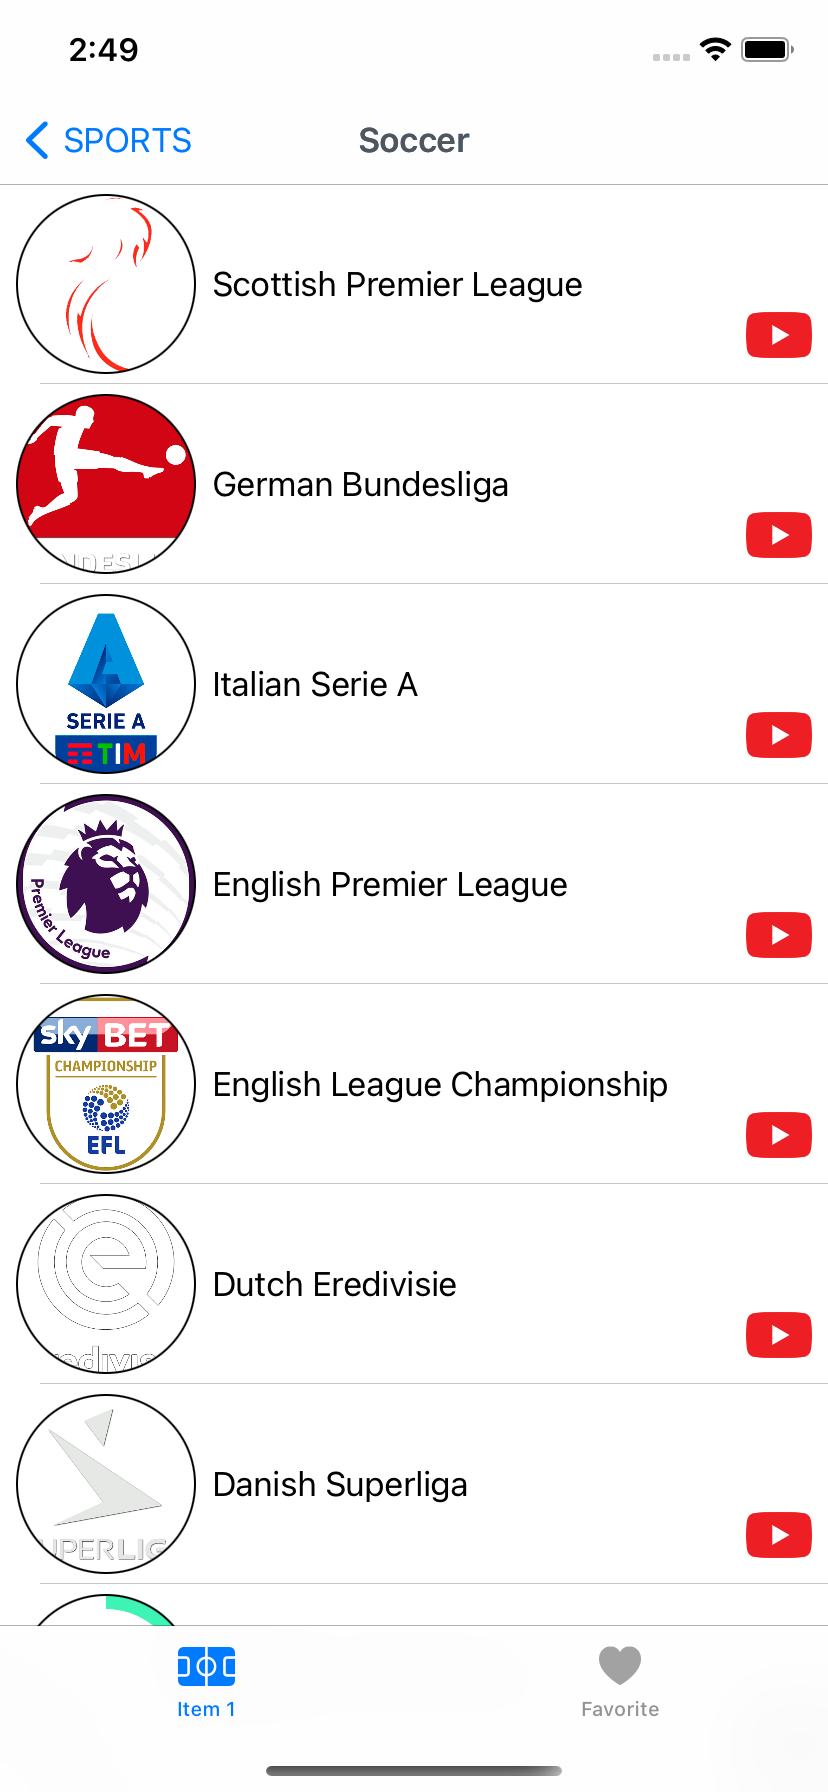 2:49
SPORTS
Soccer
Scottish Premier League
German Bundesliga
Italian Serie A
SERIE A
TIM
English Premier League
Premier League
sky BET
CHAMPIONSHIP
EFL
English League Championship
Dutch Eredivisie
Danish Superliga
Item 1
Favorite